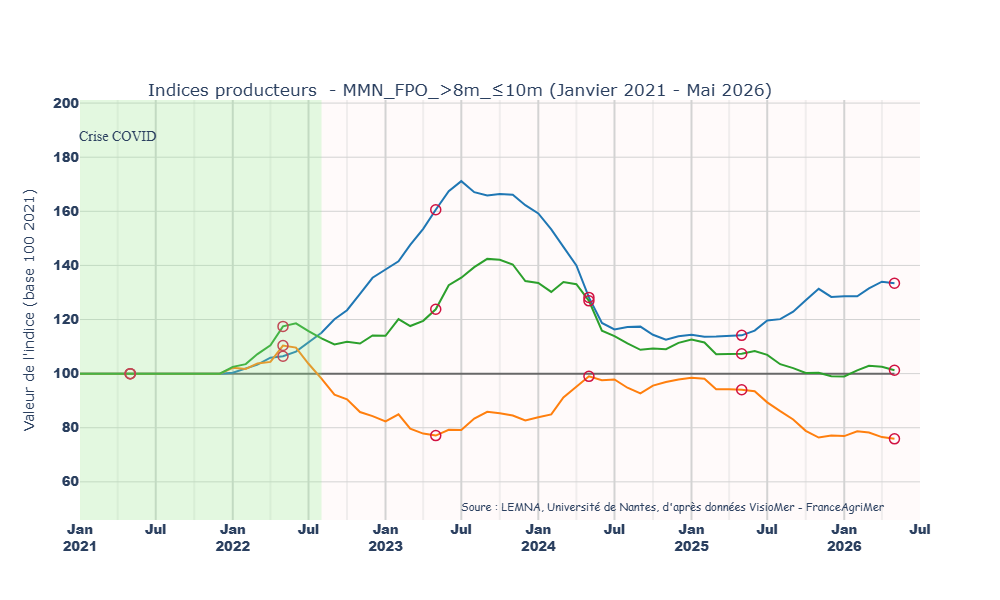 Indices producteurs - MMN_FPO_>8m_≤10m (Janvier 2021 - Mai 2026)
Valeur de l'indice (base 100 2021)
200
180
160
140
120
100
80
60
Crise COVID
Soure : LEMNA, Université de Nantes, d'après données VisioMer - FranceAgriMer
Jan Jul Jan Jul Jan Jul Jan Jul Jan Jul Jan Jul
2021 2022 2023 2024 2025 2026